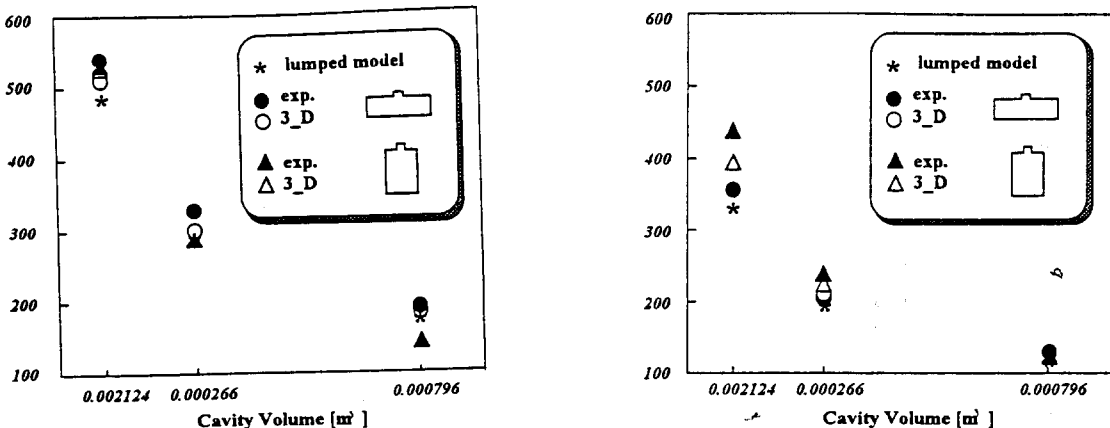 600
500
400
300
200
100
* lumped model
● exp.
○ 3_D
▲ exp.
△ 3_D
0.002124 0.000266 0.000796
Cavity Volume [m³]
600
500
400
300
200
100
* lumped model
● exp.
○ 3_D
▲ exp.
△ 3_D
0.002124 0.000266 0.000796
Cavity Volume [m³]